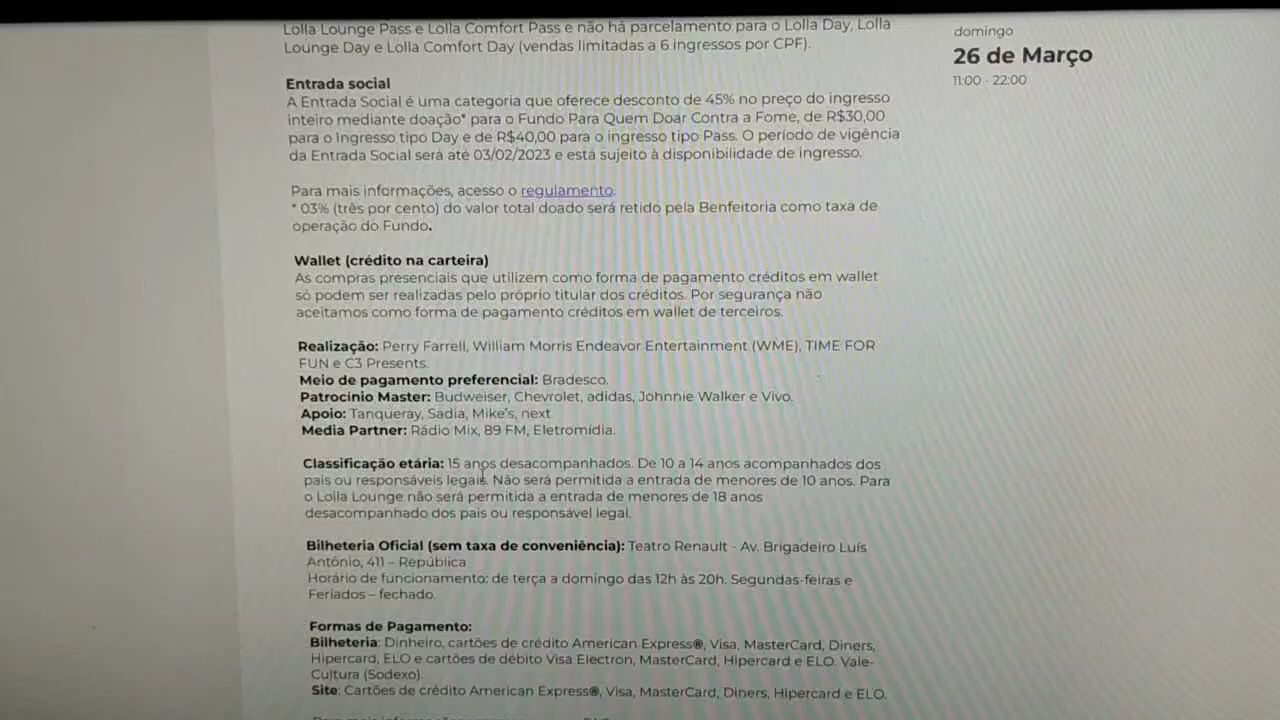 Lolla Lounge Pass e Lolla Comfort Pass e não há parcelamento para o Lolla Day, Lolla
Lounge Day e Lolla Comfort Day (vendas limitadas a 6 ingressos por CPF).
Entrada social
A Entrada Social é uma categoria que oferece desconto de 45% no preço do ingresso
inteiro mediante doação* para o Fundo Para Quem Doar Contra a Fome, de R$30,00
para o Ingresso tipo Day e de R$40,00 para o ingresso tipo Pass. O período de vigência
da Entrada Social será até 03/02/2023 e está sujeito à disponibilidade de ingresso.
Para mais informações, acesso o regulamento.
* 03% (três por cento) do valor total doado será retido pela Benfeitoria como taxa de
operação do Fundo.
Wallet (crédito na carteira)
As compras presenciais que utilizem como forma de pagamento créditos em wallet
só podem ser realizadas pelo próprio titular dos créditos. Por segurança não
aceitamos como forma de pagamento créditos em wallet de terceiros.
Realização: Perry Farrell, William Morris Endeavor Entertainment (WME), TIME FOR
FUN e C3 Presents.
Meio de pagamento preferencial: Bradesco.
Patrocínio Master: Budweiser, Chevrolet, adidas, Johnnie Walker e Vivo.
Apoio: Tanqueray, Sadia, Mike's, next
Media Partner: Rádio Mix, 89 FM, Eletromídia.
Classificação etária: 15 anos desacompanhados. De 10 a 14 anos acompanhados dos
pais ou responsáveis legais. Não será permitida a entrada de menores de 10 anos. Para
o Lolla Lounge não será permitida a entrada de menores de 18 anos
desacompanhado dos pais ou responsável legal.
Bilheteria Oficial (sem taxa de conveniência): Teatro Renault - Av. Brigadeiro Luís
Antônio, 411 – República
Horário de funcionamento: de terça a domingo das 12h às 20h. Segundas-feiras e
Feriados – fechado.
Formas de Pagamento:
Bilheteria: Dinheiro, cartões de crédito American Express®, Visa, MasterCard, Diners,
Hipercard, ELO e cartões de débito Visa Electron, MasterCard, Hipercard e ELO. Vale-
Cultura (Sodexo).
Site: Cartões de crédito American Express®, Visa, MasterCard, Diners, Hipercard e ELO.
domingo
26 de Março
11:00 - 22:00